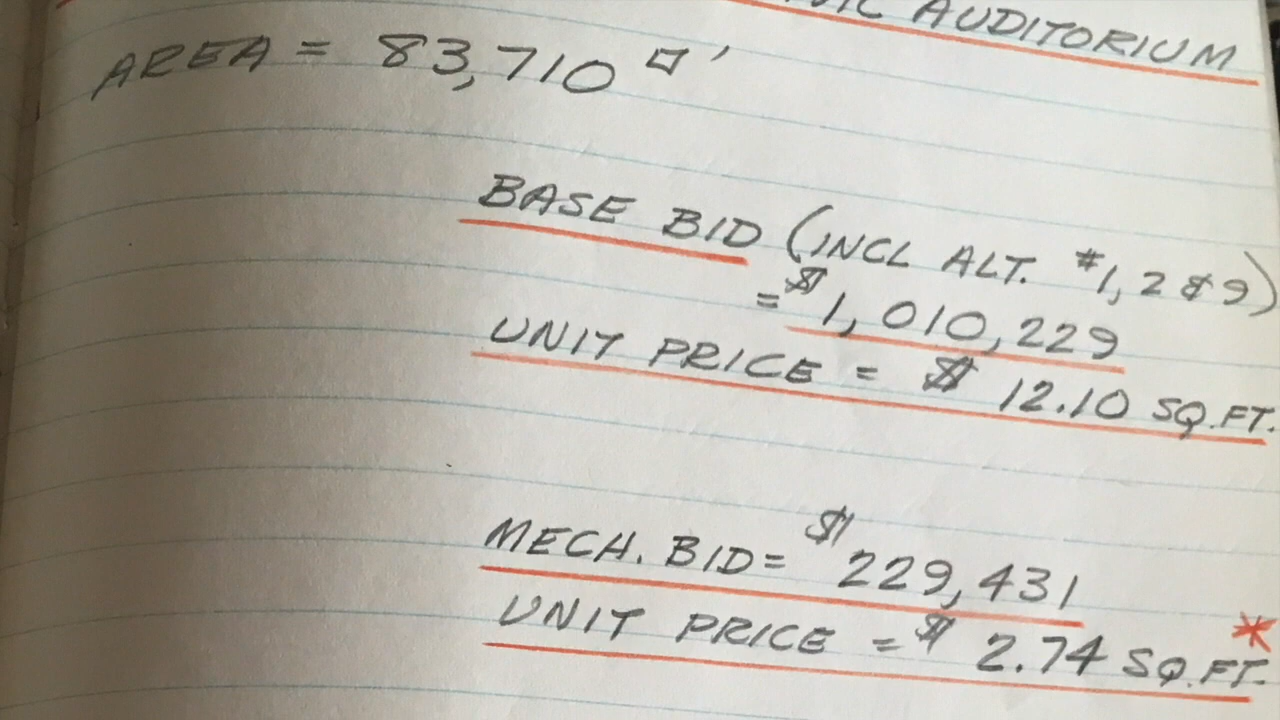 AUDITORIUM
AREA = 83,710 □'
BASE BID (INCL ALT. #1, 2 & 9)
= $1,010,229
UNIT PRICE = $ 12.10 SQ.FT.
MECH. BID = $229,431
UNIT PRICE = $ 2.74 SQ.FT. *